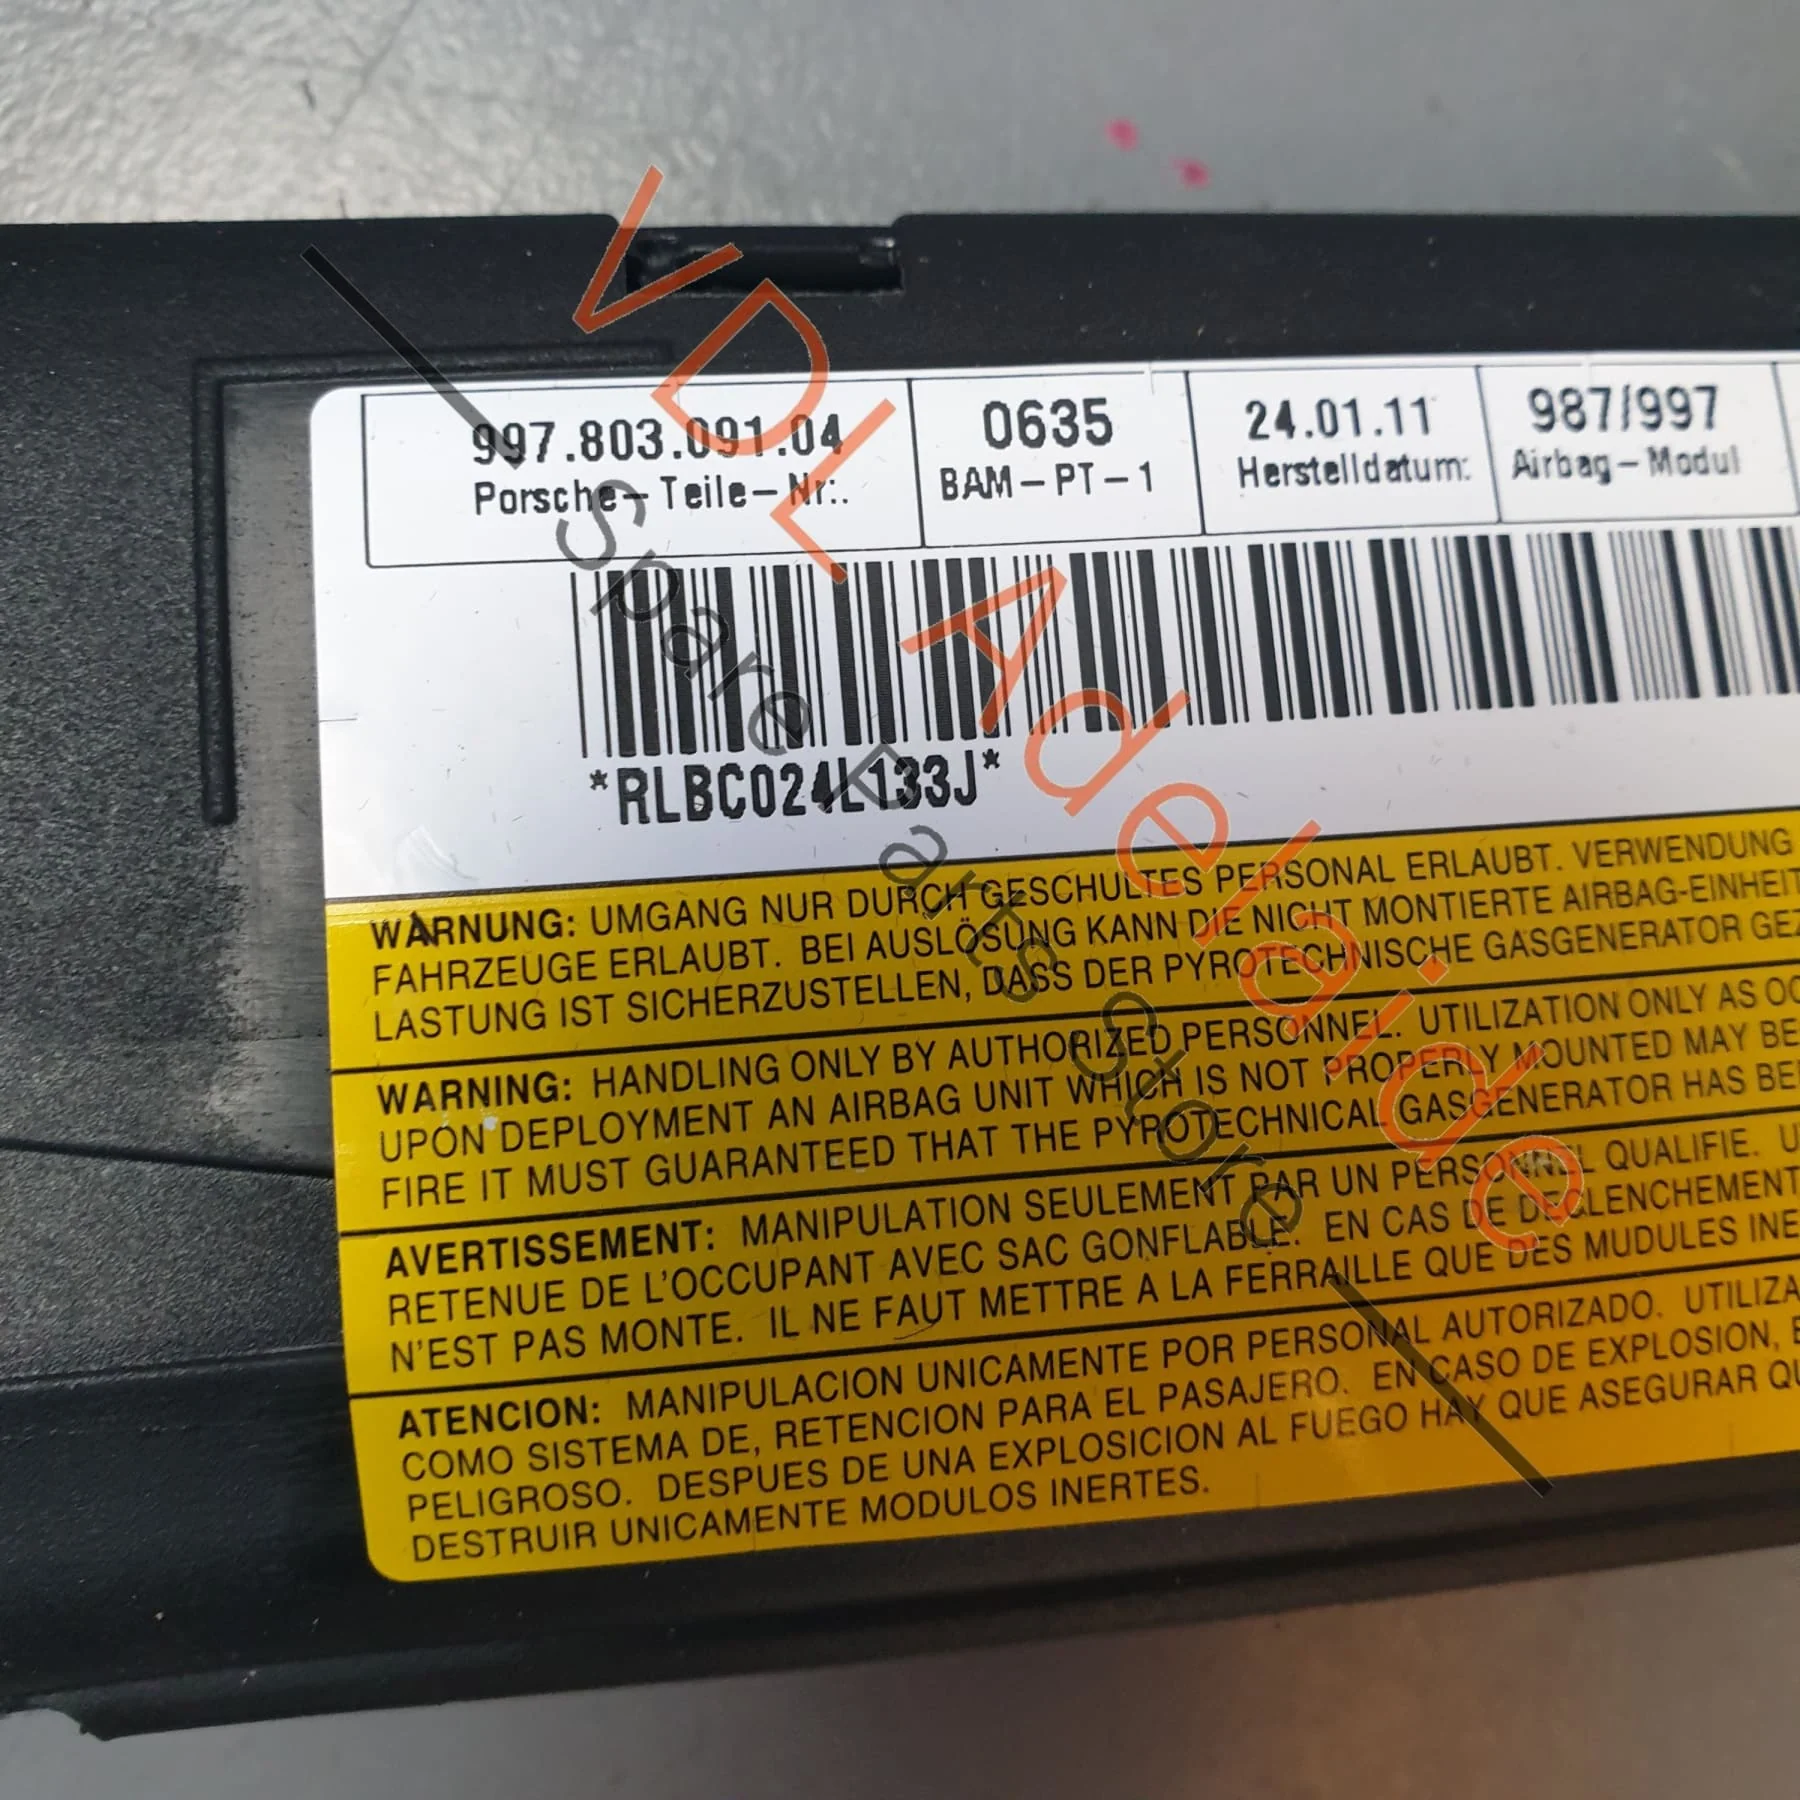 997.803.091.04
Porsche-Teile-Nr:.
0635
BAM-PT-1
24.01.11
Herstelldatum:
987/997
Airbag-Modul
*RLBC024L133J*
WARNUNG: UMGANG NUR DURCH GESCHULTES PERSONAL ERLAUBT. VERWENDUNG
FAHRZEUGE ERLAUBT. BEI AUSLÖSUNG KANN DIE NICHT MONTIERTE AIRBAG-EINHEIT
LASTUNG IST SICHERZUSTELLEN, DASS DER PYROTECHNISCHE GASGENERATOR
WARNING: HANDLING ONLY BY AUTHORIZED PERSONNEL. UTILIZATION ONLY AS
UPON DEPLOYMENT AN AIRBAG UNIT WHICH IS NOT PROPERLY MOUNTED MAY BE
FIRE IT MUST GUARANTEED THAT THE PYROTECHNICAL GASGENERATOR HAS
AVERTISSEMENT: MANIPULATION SEULEMENT PAR UN PERSONNEL QUALIFIE.
RETENUE DE L'OCCUPANT AVEC SAC GONFLABLE. EN CAS DE DEGLENCHEMENT
N'EST PAS MONTE. IL NE FAUT METTRE A LA FERRAILLE QUE DES MUDULES
ATENCION: MANIPULACION UNICAMENTE POR PERSONAL AUTORIZADO.
COMO SISTEMA DE, RETENCION PARA EL PASAJERO. EN CASO DE EXPLOSION,
PELIGROSO. DESPUES DE UNA EXPLOSICION AL FUEGO HAY QUE ASEGURAR
DESTRUIR UNICAMENTE MODULOS INERTES.
VDL Adelaide
Spare Parts Store